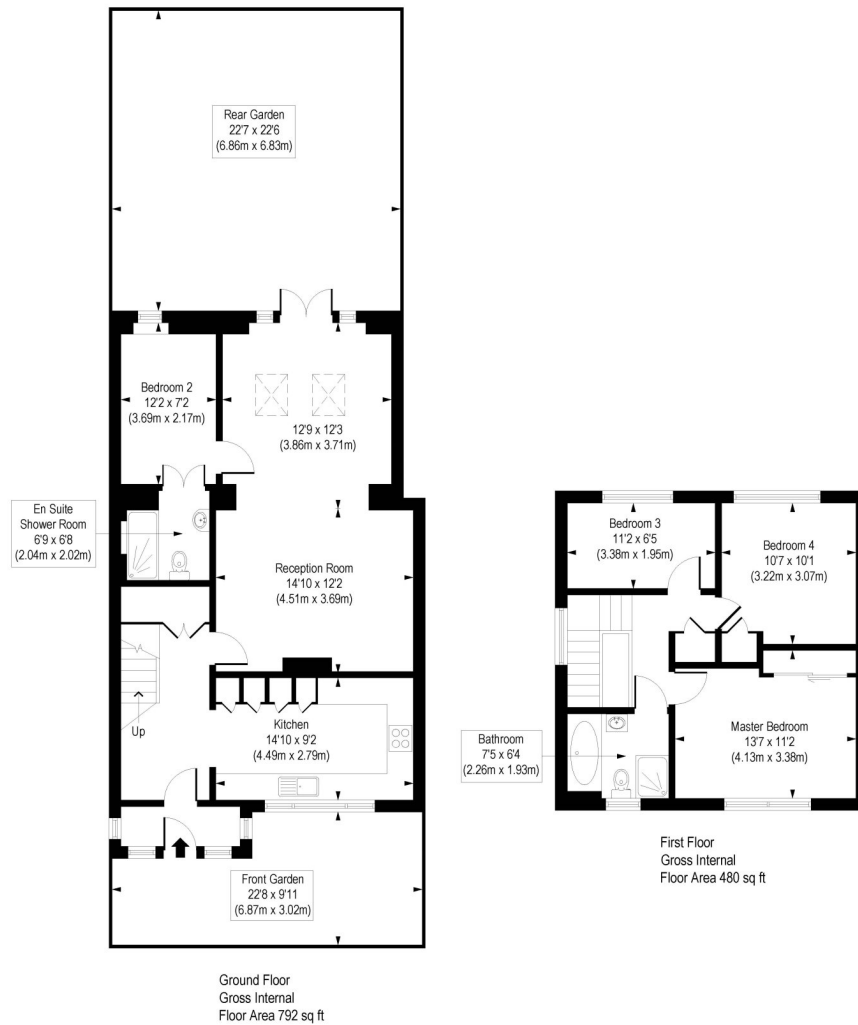 Rear Garden
22'7 x 22'6
(6.86m x 6.83m)
Bedroom 2
12'2 x 7'2
(3.69m x 2.17m)
12'9 x 12'3
(3.86m x 3.71m)
En Suite
Shower Room
6'9 x 6'8
(2.04m x 2.02m)
Reception Room
14'10 x 12'2
(4.51m x 3.69m)
Up
Kitchen
14'10 x 9'2
(4.49m x 2.79m)
Front Garden
22'8 x 9'11
(6.87m x 3.02m)
Ground Floor
Gross Internal
Floor Area 792 sq ft
Bedroom 3
11'2 x 6'5
(3.38m x 1.95m)
Bedroom 4
10'7 x 10'1
(3.22m x 3.07m)
Bathroom
7'5 x 6'4
(2.26m x 1.93m)
Master Bedroom
13'7 x 11'2
(4.13m x 3.38m)
First Floor
Gross Internal
Floor Area 480 sq ft